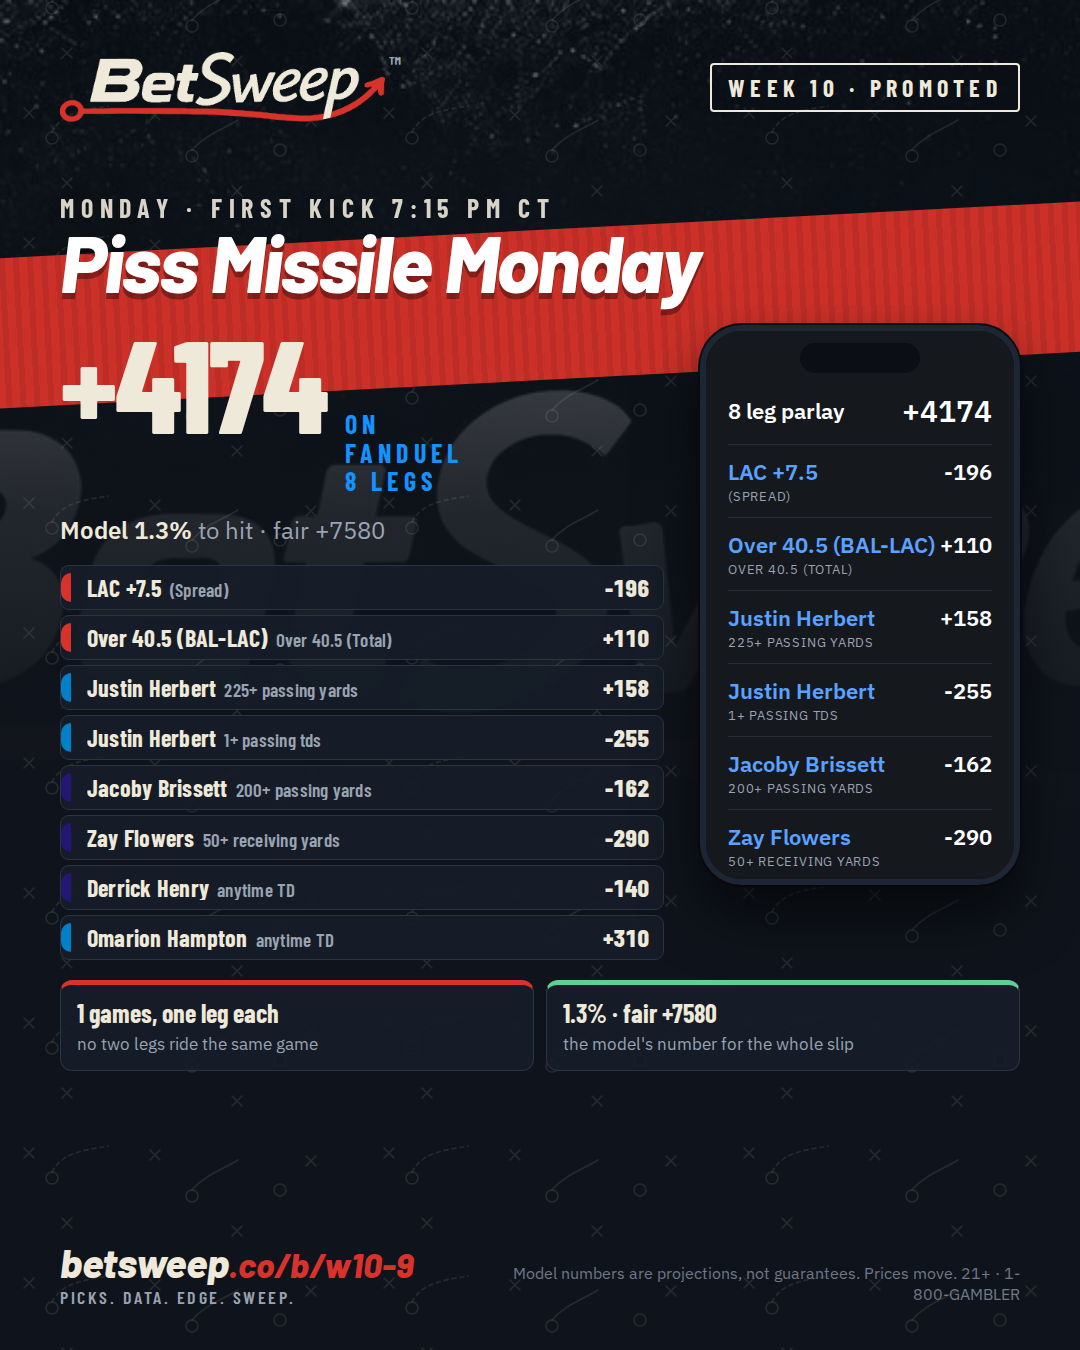 BetSweep™
WEEK 10 · PROMOTED
MONDAY · FIRST KICK 7:15 PM CT
Piss Missile Monday
+4174
ON
FANDUEL
8 LEGS
Model 1.3% to hit · fair +7580
LAC +7.5 (Spread) -196
Over 40.5 (BAL-LAC) Over 40.5 (Total) +110
Justin Herbert 225+ passing yards +158
Justin Herbert 1+ passing tds -255
Jacoby Brissett 200+ passing yards -162
Zay Flowers 50+ receiving yards -290
Derrick Henry anytime TD -140
Omarion Hampton anytime TD +310
8 leg parlay +4174
LAC +7.5 -196
(SPREAD)
Over 40.5 (BAL-LAC) +110
OVER 40.5 (TOTAL)
Justin Herbert +158
225+ PASSING YARDS
Justin Herbert -255
1+ PASSING TDS
Jacoby Brissett -162
200+ PASSING YARDS
Zay Flowers -290
50+ RECEIVING YARDS
1 games, one leg each
no two legs ride the same game
1.3% · fair +7580
the model's number for the whole slip
betsweep.co/b/w10-9
PICKS. DATA. EDGE. SWEEP.
Model numbers are projections, not guarantees. Prices move. 21+ · 1-
800-GAMBLER